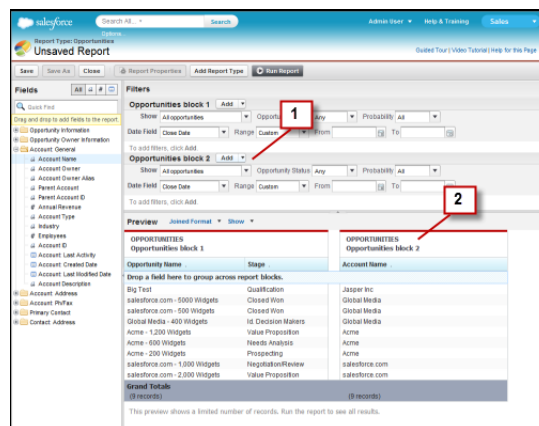 salesforce
Search All...
Search
Options...
Admin User
Help & Training
Sales
Report Type: Opportunities
Unsaved Report
Guided Tour | Video Tutorial | Help for this Page
Save
Save As
Close
Report Properties
Add Report Type
Run Report
Fields
All
Filters
Quick Find
Drag and drop to add fields to the report
Opportunity Information
Opportunity Owner Information
Account: General
Account Name
Account Owner
Account Owner Alias
Parent Account
Parent Account ID
Annual Revenue
Account Type
Industry
Employees
Account ID
Account Last Activity
Account Created Date
Account Last Modified Date
Account Description
Account: Address
Account: Ph/Fax
Primary Contact
Contact: Address
Opportunities block 1 Add
Show All opportunities Opportunity Any Probability All
Date Field Close Date Range Custom From To
To add filters, click Add.
1
Opportunities block 2 Add
Show All opportunities Opportunity Status Any Probability All
Date Field Close Date Range Custom From To
To add filters, click Add.
2
Preview Joined Format Show
OPPORTUNITIES OPPORTUNITIES
Opportunities block 1 Opportunities block 2
Opportunity Name Stage Account Name
Drop a field here to group across report blocks.
Big Test Qualification Jasper Inc
salesforce.com - 5000 Widgets Closed Won Global Media
salesforce.com - 500 Widgets Closed Won Global Media
Global Media - 400 Widgets Id. Decision Makers Global Media
Acme - 1,200 Widgets Value Proposition Acme
Acme - 600 Widgets Needs Analysis Acme
Acme - 200 Widgets Prospecting Acme
salesforce.com - 1,000 Widgets Negotiation/Review salesforce.com
salesforce.com - 2,000 Widgets Value Proposition salesforce.com
Grand Totals
(9 records) (9 records)
This preview shows a limited number of records. Run the report to see all results.